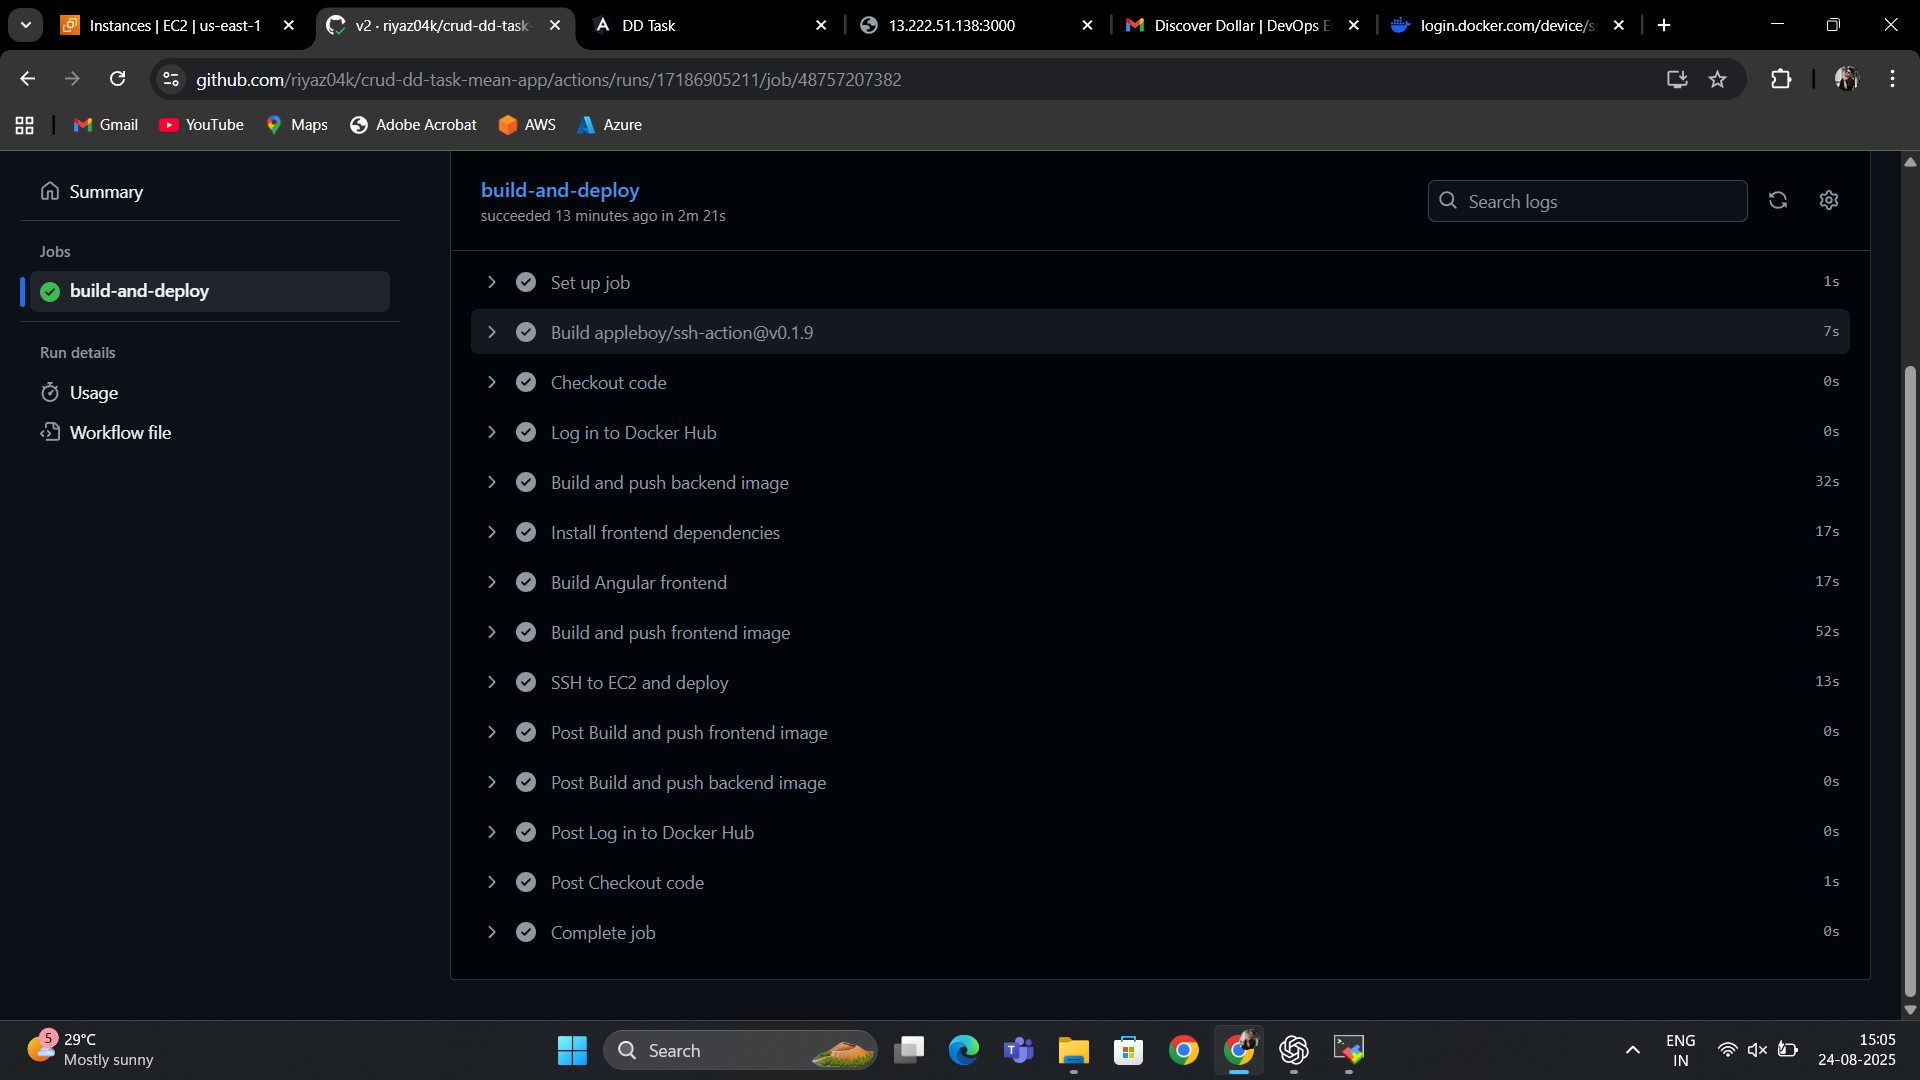 Instances | EC2 | us-east-1
v2 · riyaz04k/crud-dd-task-
DD Task
13.222.51.138:3000
Discover Dollar | DevOps E
login.docker.com/device/s
github.com/riyaz04k/crud-dd-task-mean-app/actions/runs/17186905211/job/48757207382
Gmail
YouTube
Maps
Adobe Acrobat
AWS
Azure
Summary
Jobs
build-and-deploy
Run details
Usage
Workflow file
build-and-deploy
succeeded 13 minutes ago in 2m 21s
Search logs
Set up job 1s
Build appleboy/ssh-action@v0.1.9 7s
Checkout code 0s
Log in to Docker Hub 0s
Build and push backend image 32s
Install frontend dependencies 17s
Build Angular frontend 17s
Build and push frontend image 52s
SSH to EC2 and deploy 13s
Post Build and push frontend image 0s
Post Build and push backend image 0s
Post Log in to Docker Hub 0s
Post Checkout code 1s
Complete job 0s
5
29°C
Mostly sunny
Search
ENG
IN
15:05
24-08-2025